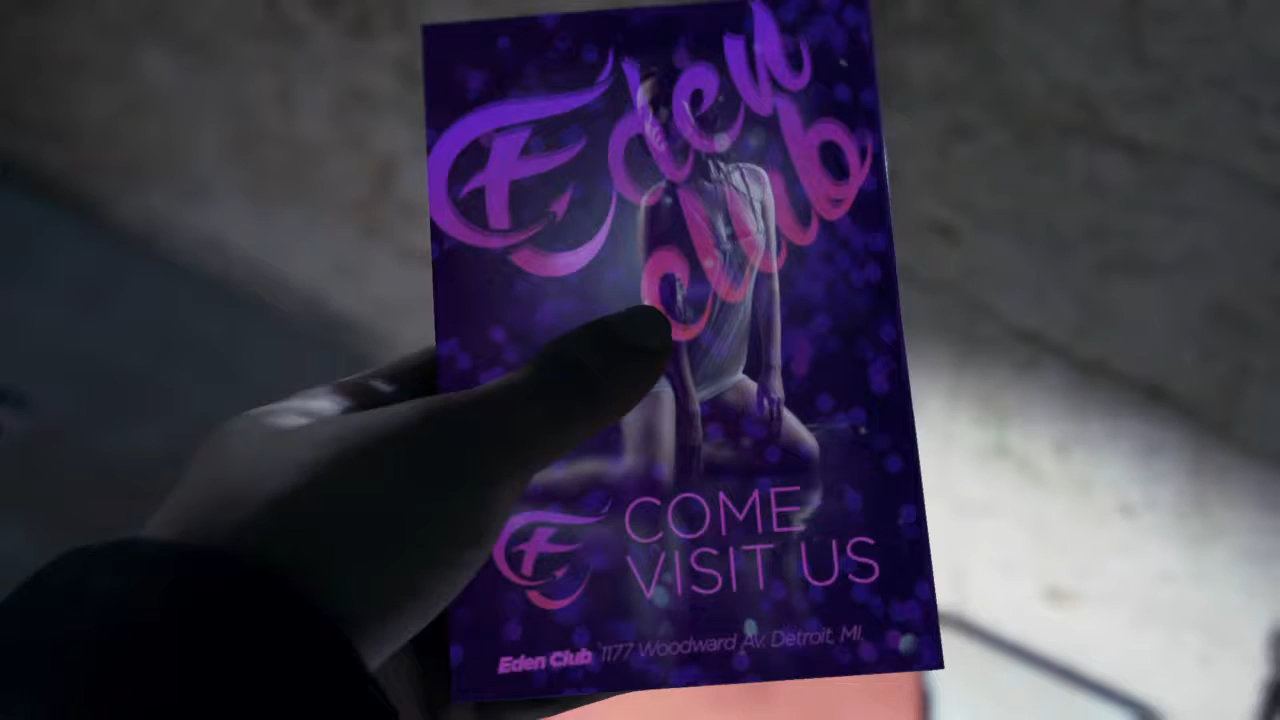 Eden
club
COME
VISIT US
Eden Club 1177 Woodward Av. Detroit, MI.